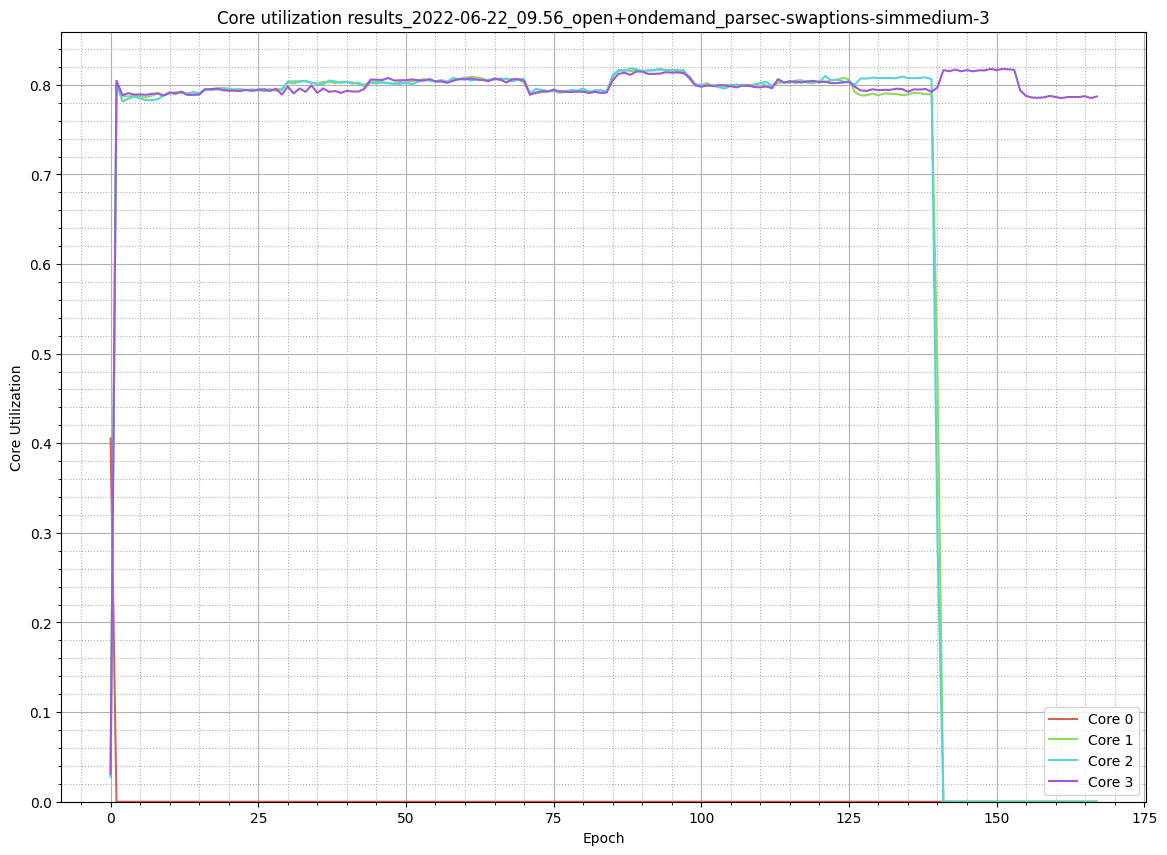 Core utilization results_2022-06-22_09.56_open+ondemand_parsec-swaptions-simmedium-3
0.8
0.7
0.6
0.5
0.4
0.3
0.2
0.1
0.0
Core Utilization
0 25 50 75 100 125 150 175
Epoch
Core 0
Core 1
Core 2
Core 3